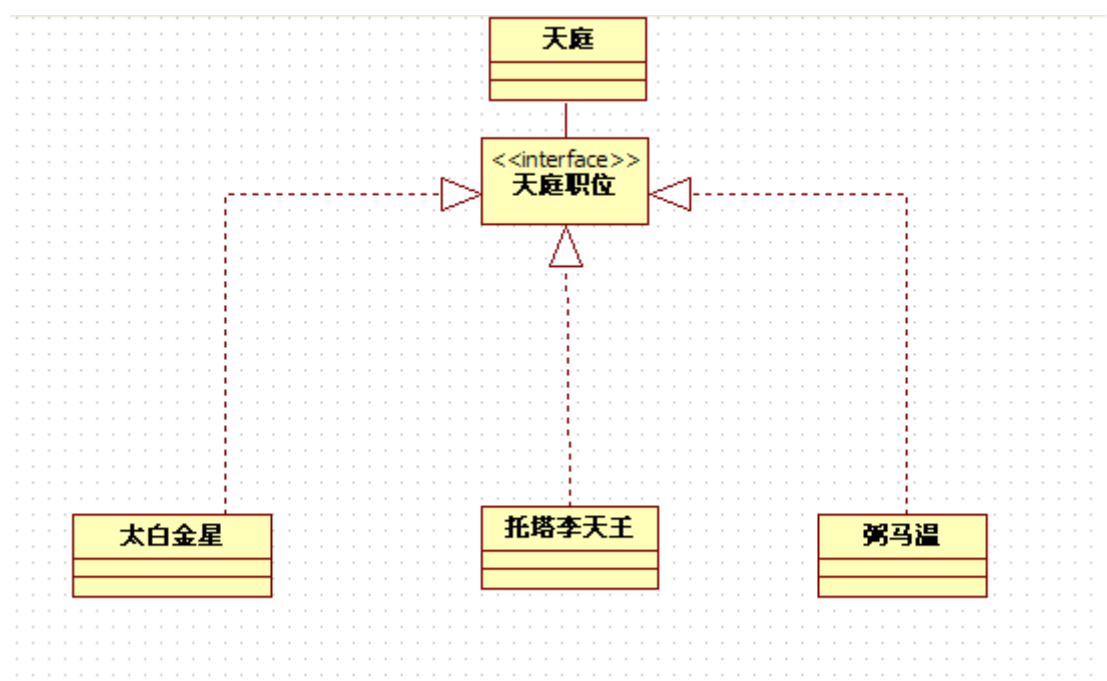 天庭
<<interface>>
天庭职位
太白金星
托塔李天王
弼马温